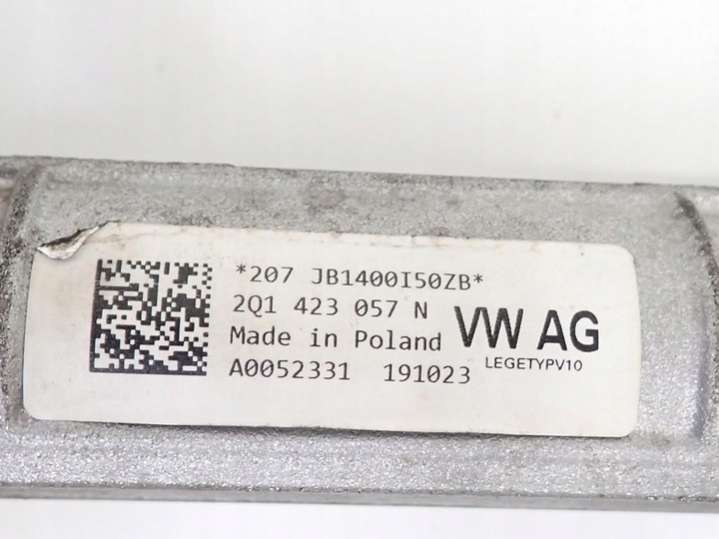 *207 JB1400I50ZB*
2Q1 423 057 N
Made in Poland
A0052331 191023
VW AG
LEGETYPV10